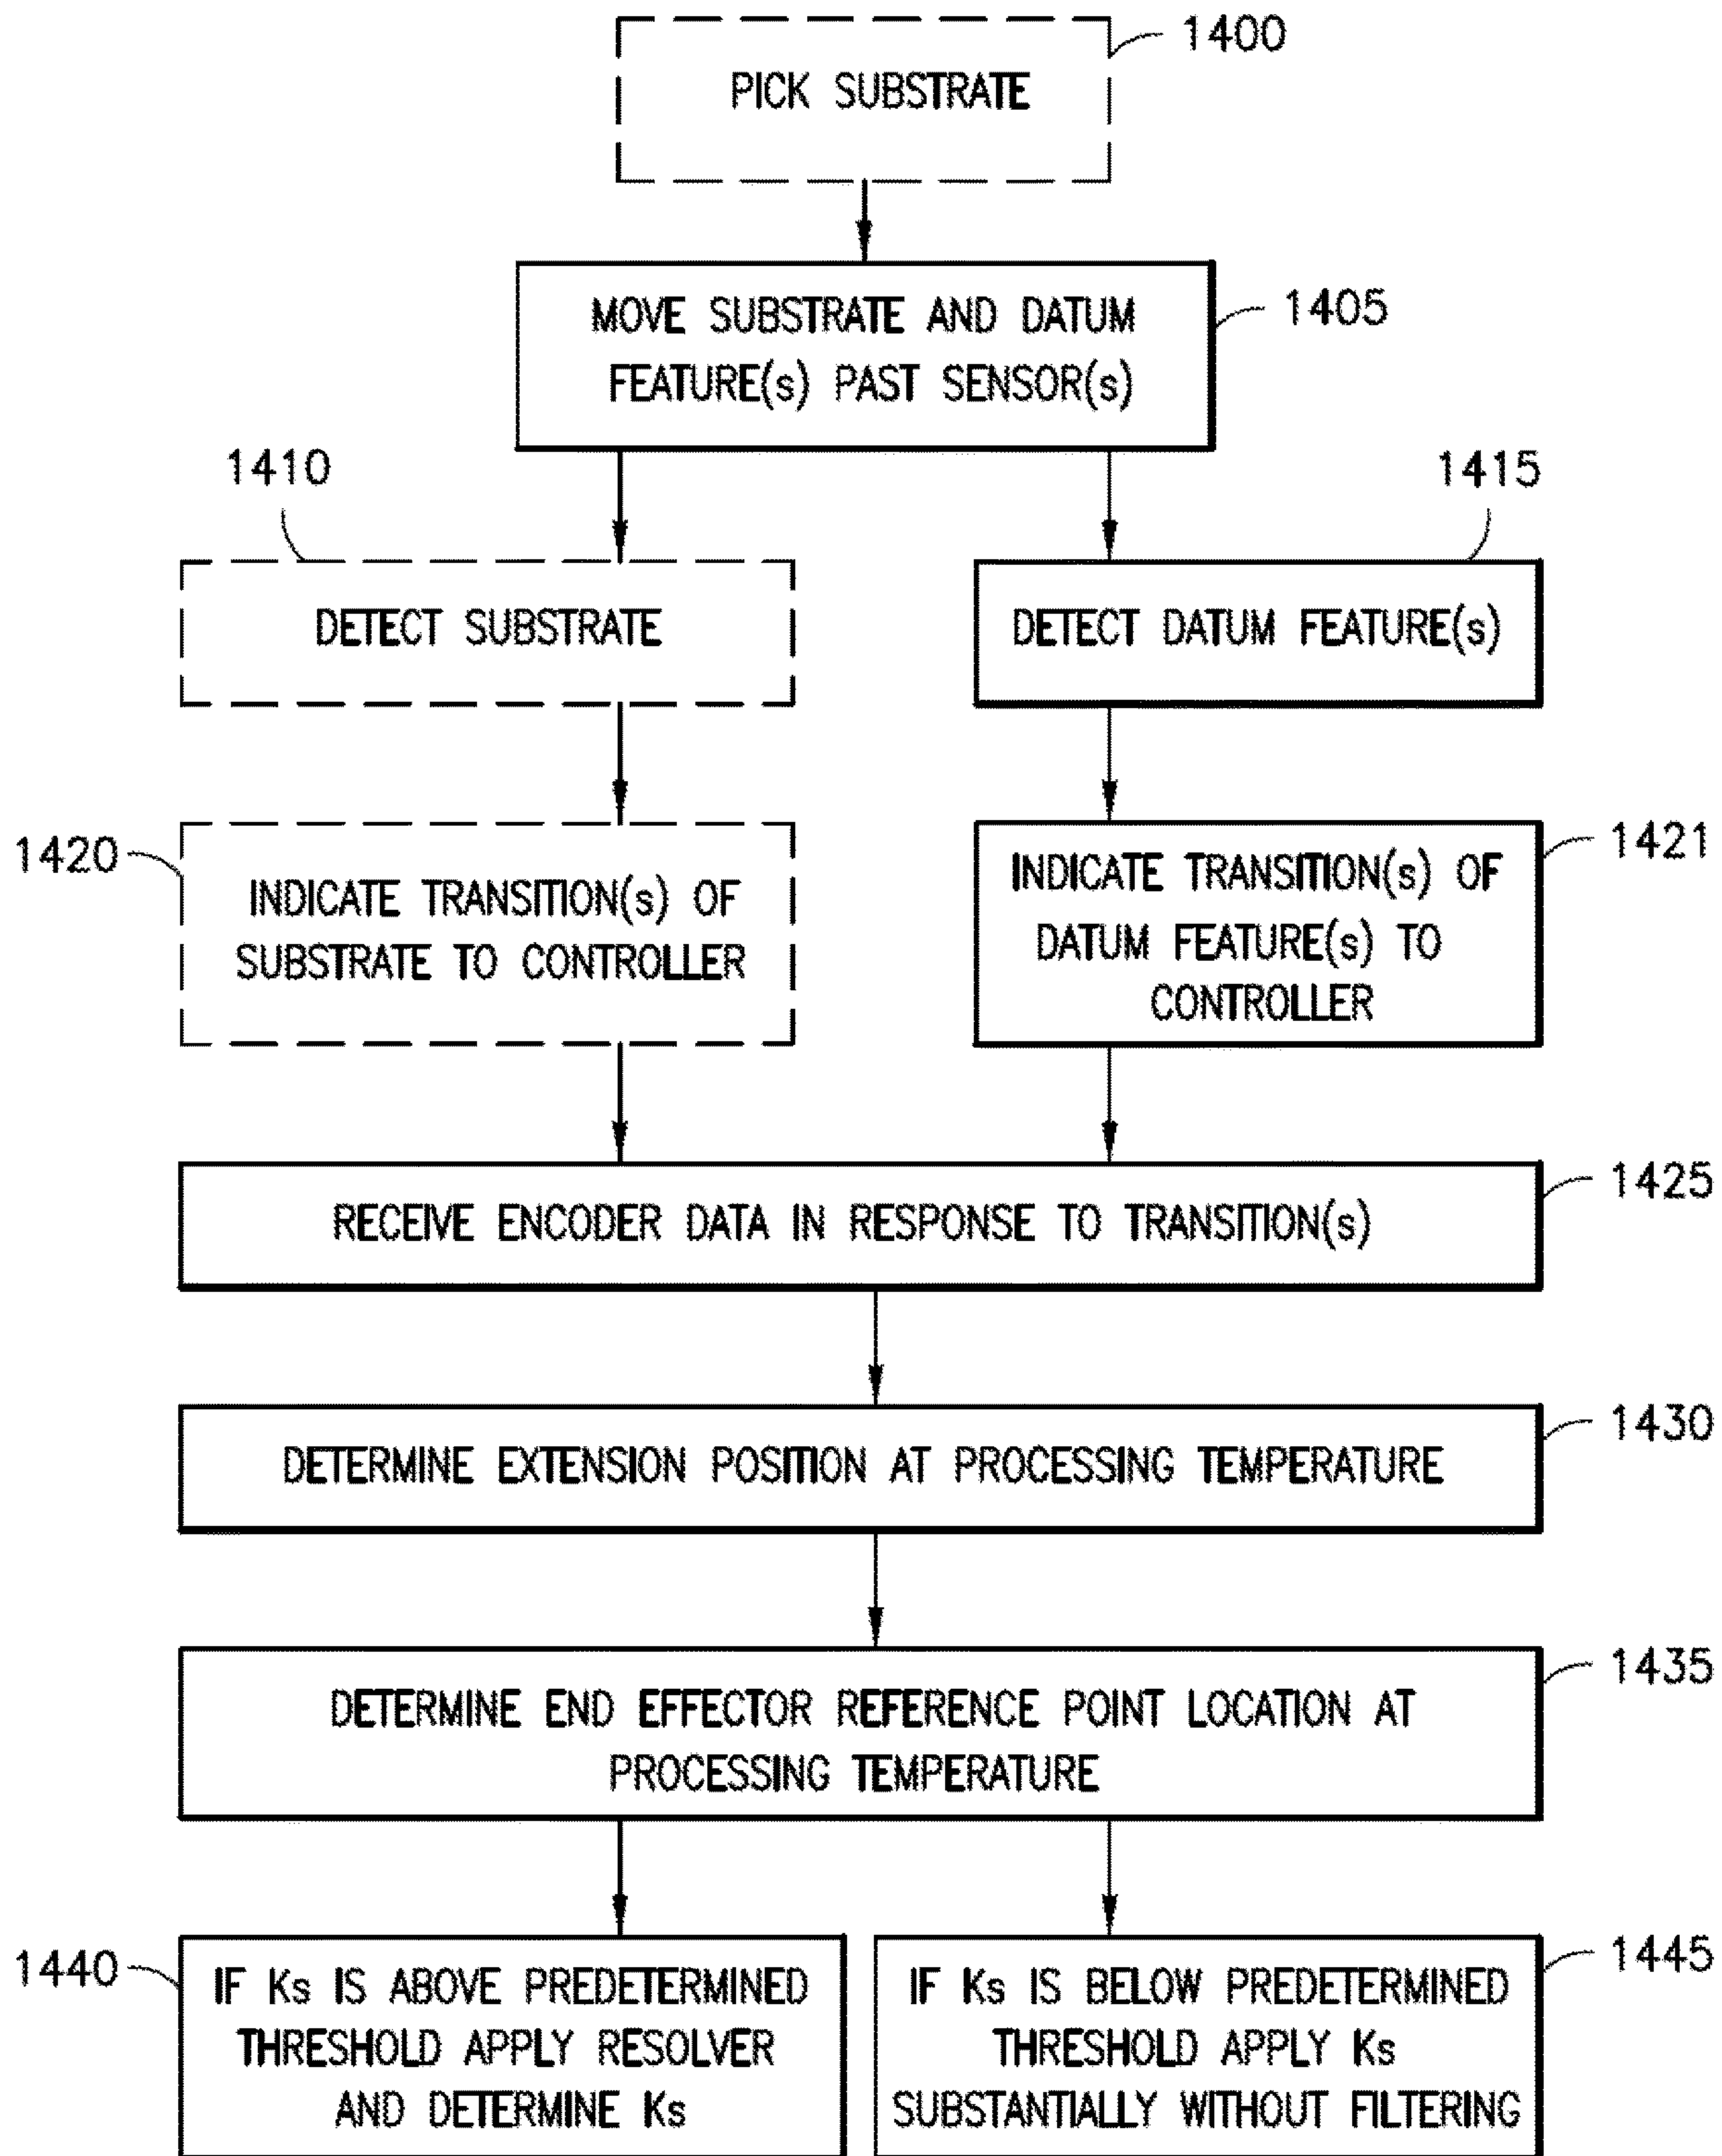 1400
PICK SUBSTRATE
MOVE SUBSTRATE AND DATUM
FEATURE(s) PAST SENSOR(s)
1405
1410
1415
DETECT SUBSTRATE
DETECT DATUM FEATURE(s)
1420
INDICATE TRANSITION(s) OF
SUBSTRATE TO CONTROLLER
1421
INDICATE TRANSITION(s) OF
DATUM FEATURE(s) TO
CONTROLLER
1425
RECEIVE ENCODER DATA IN RESPONSE TO TRANSITION(s)
1430
DETERMINE EXTENSION POSITION AT PROCESSING TEMPERATURE
1435
DETERMINE END EFFECTOR REFERENCE POINT LOCATION AT
PROCESSING TEMPERATURE
1440
IF Ks IS ABOVE PREDETERMINED
THRESHOLD APPLY RESOLVER
AND DETERMINE Ks
1445
IF Ks IS BELOW PREDETERMINED
THRESHOLD APPLY Ks
SUBSTANTIALLY WITHOUT FILTERING